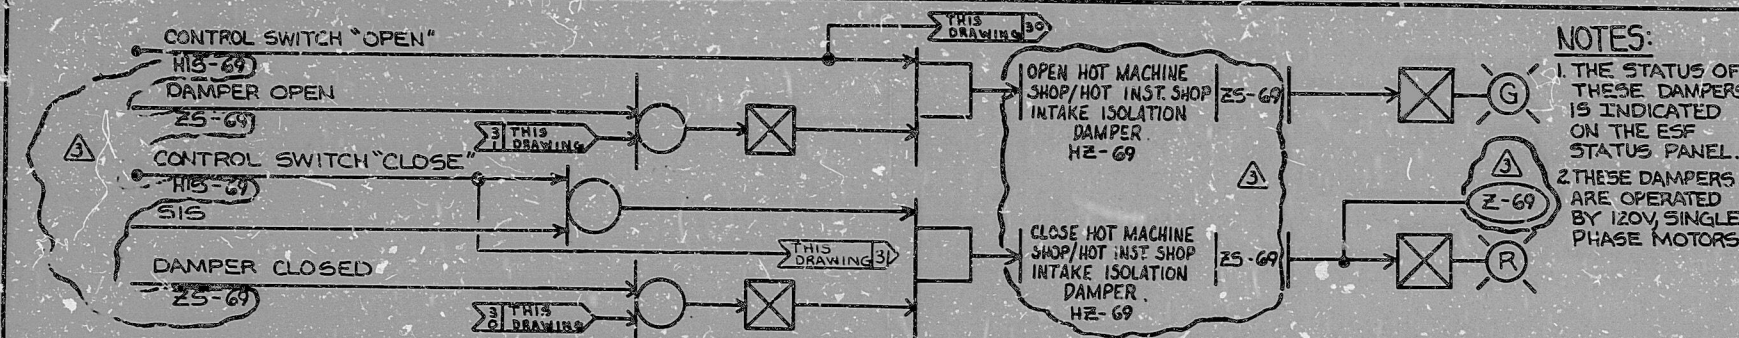 CONTROL SWITCH "OPEN"
HIS-69
DAMPER OPEN
ZS-69
3
CONTROL SWITCH "CLOSE"
HIS-69
SIS
DAMPER CLOSED
ZS-69
THIS DRAWING 30
31 THIS DRAWING
THIS DRAWING 31
30 THIS DRAWING
OPEN HOT MACHINE
SHOP/HOT INST. SHOP
INTAKE ISOLATION
DAMPER.
HZ-69
ZS-69
3
CLOSE HOT MACHINE
SHOP/HOT INST SHOP
INTAKE ISOLATION
DAMPER.
HZ-69
ZS-69
G
3
Z-69
R
NOTES:
1. THE STATUS OF
THESE DAMPERS
IS INDICATED
ON THE ESF
STATUS PANEL.
2. THESE DAMPERS
ARE OPERATED
BY 120V, SINGLE
PHASE MOTORS